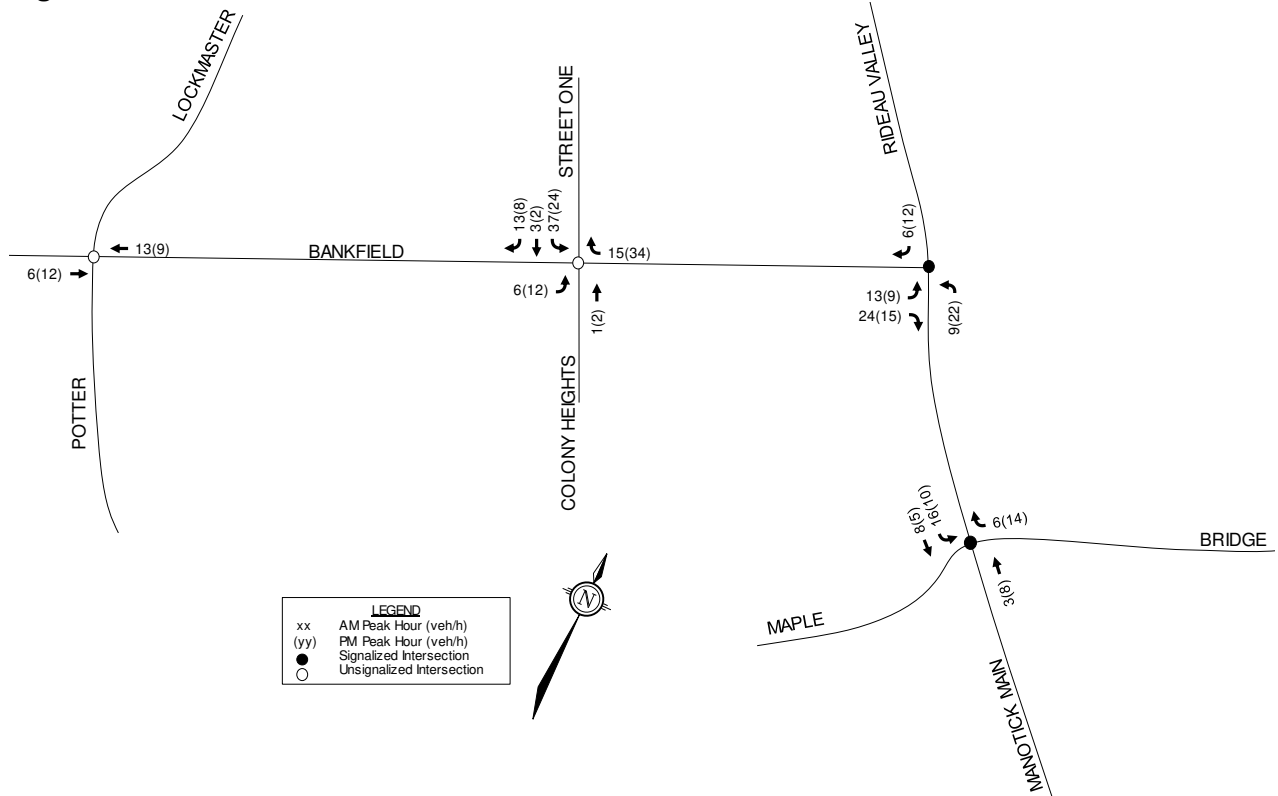 LOCKMASTER
STREET ONE
RIDEAU VALLEY
13(8)
3(2)
37(24)
6(12)
13(9)
BANKFIELD
15(34)
6(12)
6(12)
1(2)
13(9)
24(15)
9(22)
POTTER
COLONY HEIGHTS
8(5)
16(10)
6(14)
BRIDGE
3(8)
MAPLE
MANOTICK MAIN
N
LEGEND
xx AM Peak Hour (veh/h)
(yy) PM Peak Hour (veh/h)
Signalized Intersection
Unsignalized Intersection